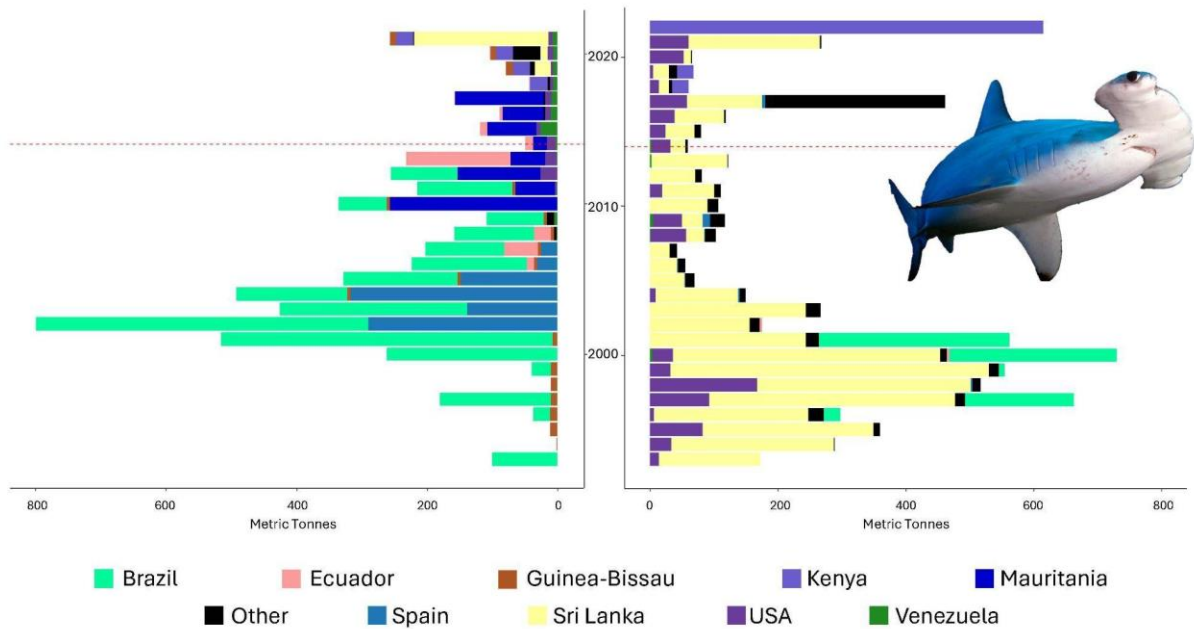 2020
2010
2000
800 600 400 200 0
0 200 400 600 800
Metric Tonnes
Metric Tonnes
Brazil Ecuador Guinea-Bissau Kenya Mauritania
Other Spain Sri Lanka USA Venezuela